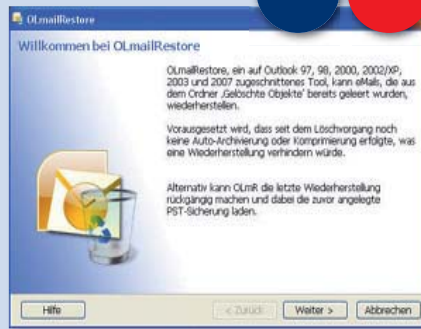 OLmailRestore
Willkommen bei OLmailRestore
OLmailRestore, ein auf Outlook 97, 98, 2000, 2002/XP,
2003 und 2007 zugeschnittenes Tool, kann eMails, die aus
dem Ordner ‚Gelöschte Objekte' bereits geleert wurden,
wiederherstellen.
Vorausgesetzt wird, dass seit dem Löschvorgang noch
keine Auto-Archivierung oder Komprimierung erfolgte, was
eine Wiederherstellung verhindern würde.
Alternativ kann OLmR die letzte Wiederherstellung
rückgängig machen und dabei die zuvor angelegte
PST-Sicherung laden.
Hilfe
< Zurück
Weiter >
Abbrechen